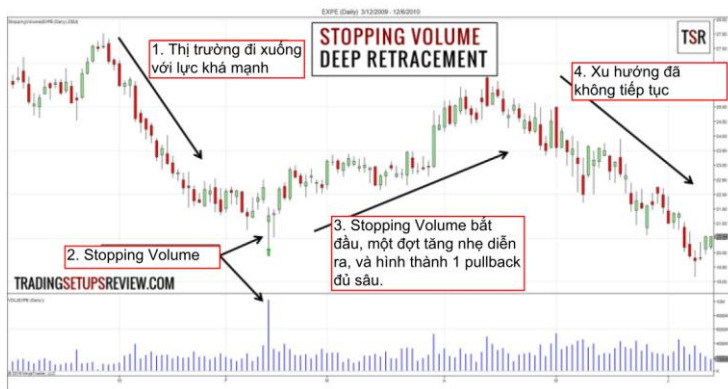 EXPE (Daily) 3/12/2009 - 12/6/2010
STOPPING VOLUME
DEEP RETRACEMENT
TSR
1. Thị trường đi xuống
với lực khá mạnh
4. Xu hướng đã
không tiếp tục
2. Stopping Volume
3. Stopping Volume bắt
đầu, một đợt tăng nhẹ diễn
ra, và hình thành 1 pullback
đủ sâu.
TRADINGSETUPSREVIEW.COM